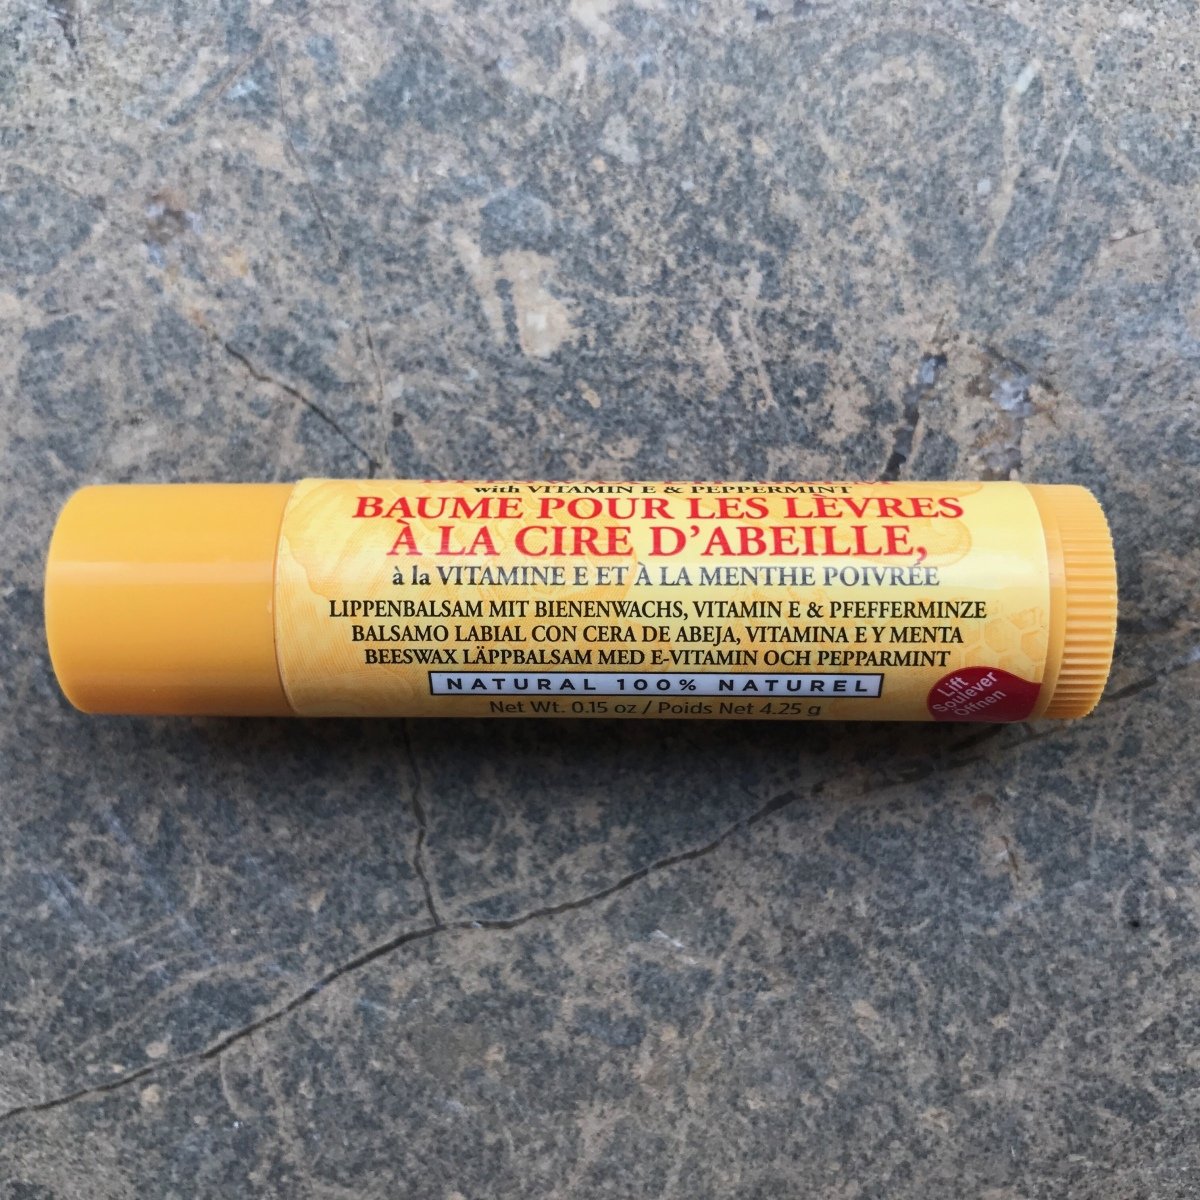 with VITAMIN E & PEPPERMINT
BAUME POUR LES LÈVRES
À LA CIRE D'ABEILLE,
à la VITAMINE E ET À LA MENTHE POIVRÉE
LIPPENBALSAM MIT BIENENWACHS, VITAMIN E & PFEFFERMINZE
BALSAMO LABIAL CON CERA DE ABEJA, VITAMINA E Y MENTA
BEESWAX LÄPPBALSAM MED E-VITAMIN OCH PEPPARMINT
NATURAL 100% NATUREL
Net Wt. 0.15 oz / Poids Net 4.25 g
Lift
Soulever
Öffnen